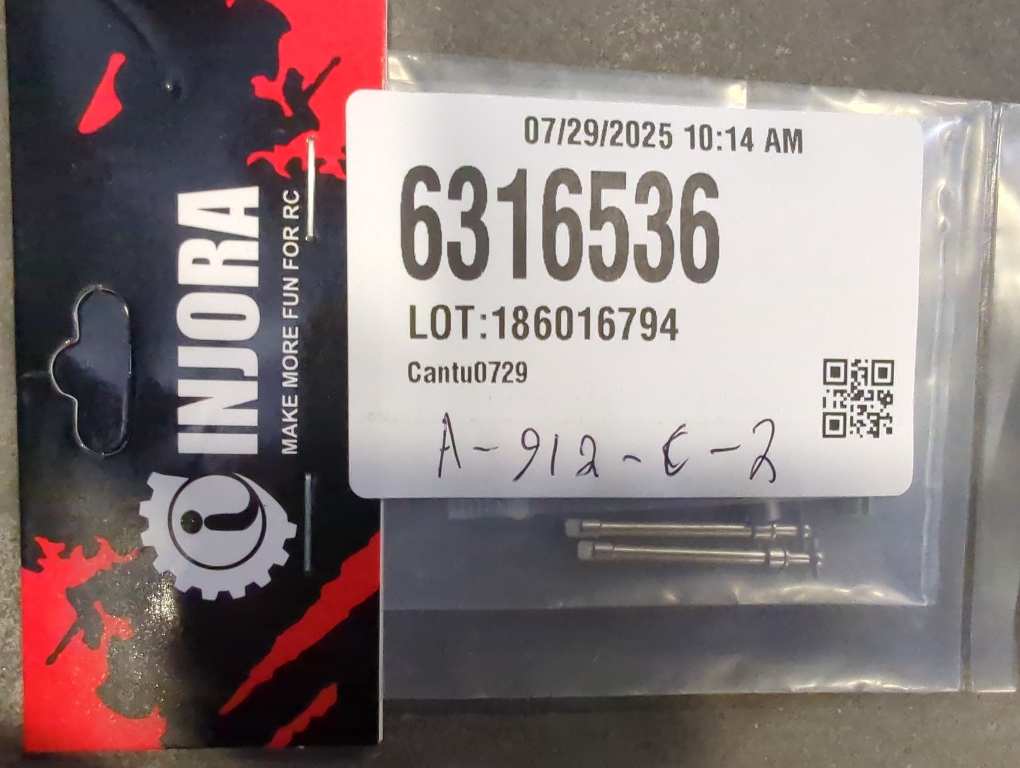 INJORA
MAKE MORE FUN FOR RC
07/29/2025 10:14 AM
6316536
LOT:186016794
Cantu0729
A-912-C-2